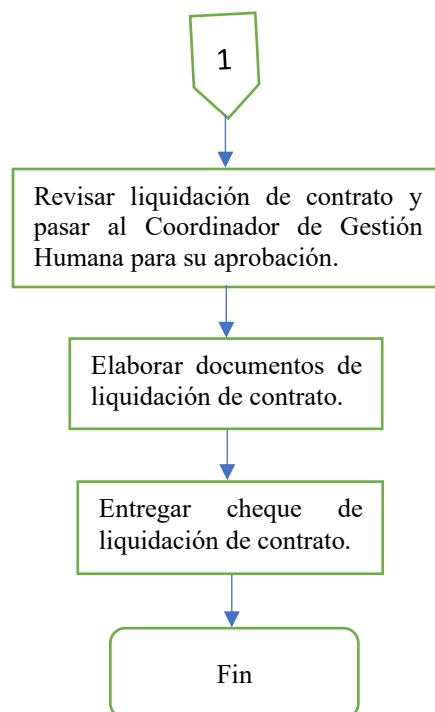 1
Revisar liquidación de contrato y
pasar al Coordinador de Gestión
Humana para su aprobación.
Elaborar documentos de
liquidación de contrato.
Entregar cheque de
liquidación de contrato.
Fin